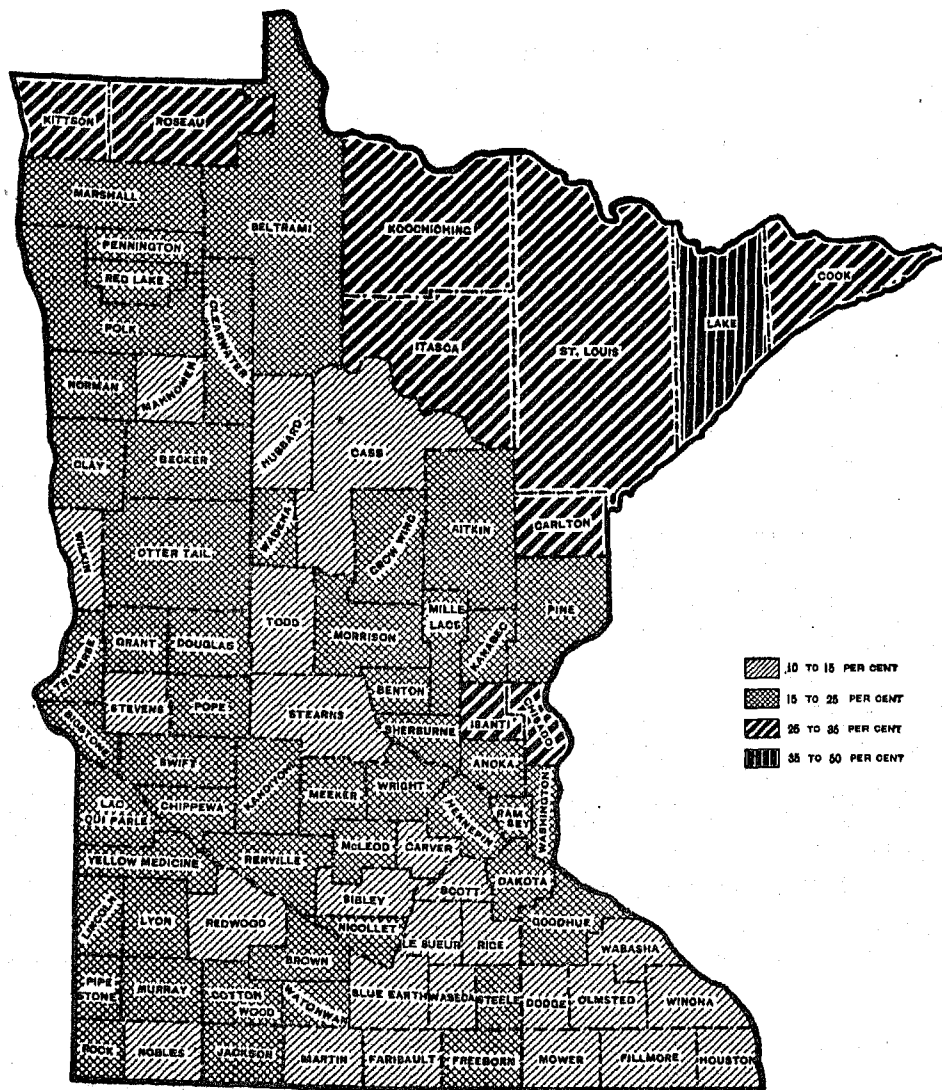 KITTSON
ROSEAU
MARSHALL
BELTRAMI
KOOCHICHING
PENNINGTON
RED LAKE
COOK
CLEARWATER
LAKE
POLK
ITASCA
ST. LOUIS
NORMAN
MAHNOMEN
HUBBARD
CASS
CLAY
BECKER
WADENA
CROW WING
AITKIN
CARLTON
WILKIN
OTTER TAIL
PINE
TODD
MILLE
LACS
MORRISON
KANABEC
GRANT
DOUGLAS
TRAVERSE
BENTON
STEVENS
POPE
STEARNS
ISANTI
CHISAGO
BIG STONE
SHERBURNE
SWIFT
ANOKA
KANDIYOHI
MEEKER
WRIGHT
WASHINGTON
LAC
QUI PARLE
CHIPPEWA
HENNEPIN
RAM
SEY
YELLOW MEDICINE
RENVILLE
McLEOD
CARVER
DAKOTA
SCOTT
SIBLEY
LINCOLN
LYON
REDWOOD
NICOLLET
LE SUEUR
RICE
GOODHUE
WABASHA
BROWN
PIPE
STONE
MURRAY
COTTON
WOOD
WATONWAN
BLUE EARTH
WASECA
STEELE
DODGE
OLMSTED
WINONA
ROCK
NOBLES
JACKSON
MARTIN
FARIBAULT
FREEBORN
MOWER
FILLMORE
HOUSTON
10 TO 15 PER CENT
15 TO 25 PER CENT
25 TO 35 PER CENT
35 TO 50 PER CENT